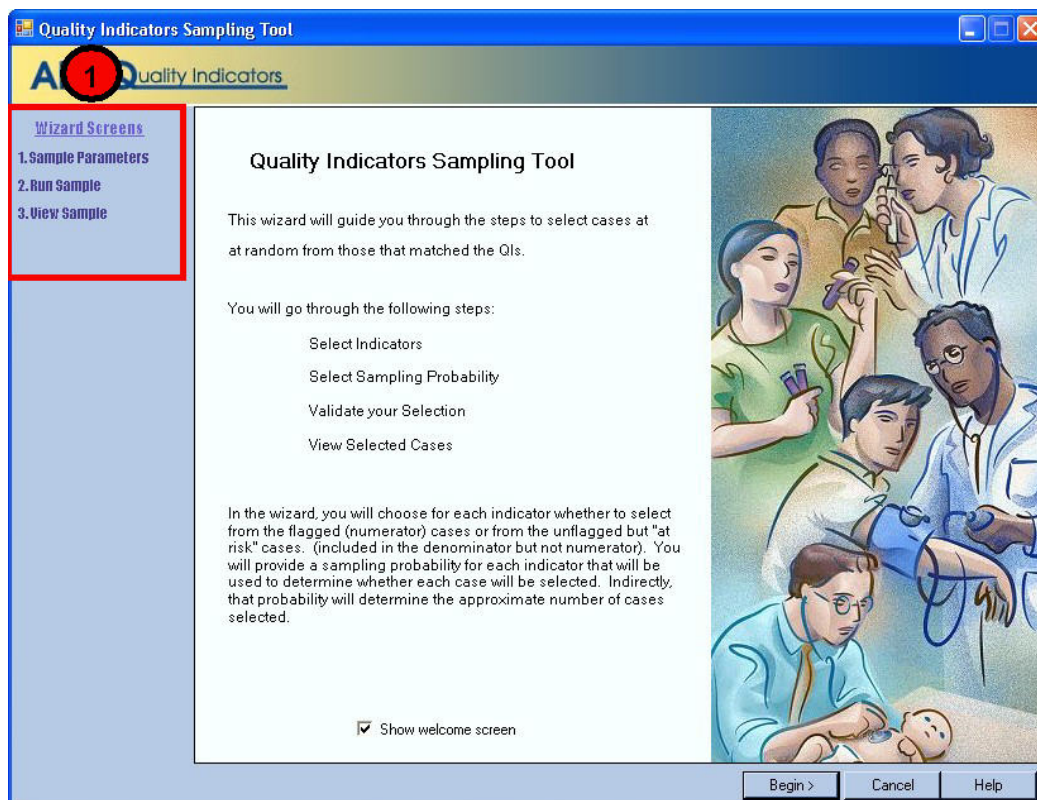 Quality Indicators Sampling Tool
1
Quality Indicators
Wizard Screens
1.Sample Parameters
2.Run Sample
3.View Sample
Quality Indicators Sampling Tool
This wizard will guide you through the steps to select cases at
at random from those that matched the QIs.
You will go through the following steps:
Select Indicators
Select Sampling Probability
Validate your Selection
View Selected Cases
In the wizard, you will choose for each indicator whether to select
from the flagged (numerator) cases or from the unflagged but "at
risk" cases. (included in the denominator but not numerator). You
will provide a sampling probability for each indicator that will be
used to determine whether each case will be selected. Indirectly,
that probability will determine the approximate number of cases
selected.
Show welcome screen
Begin >
Cancel
Help